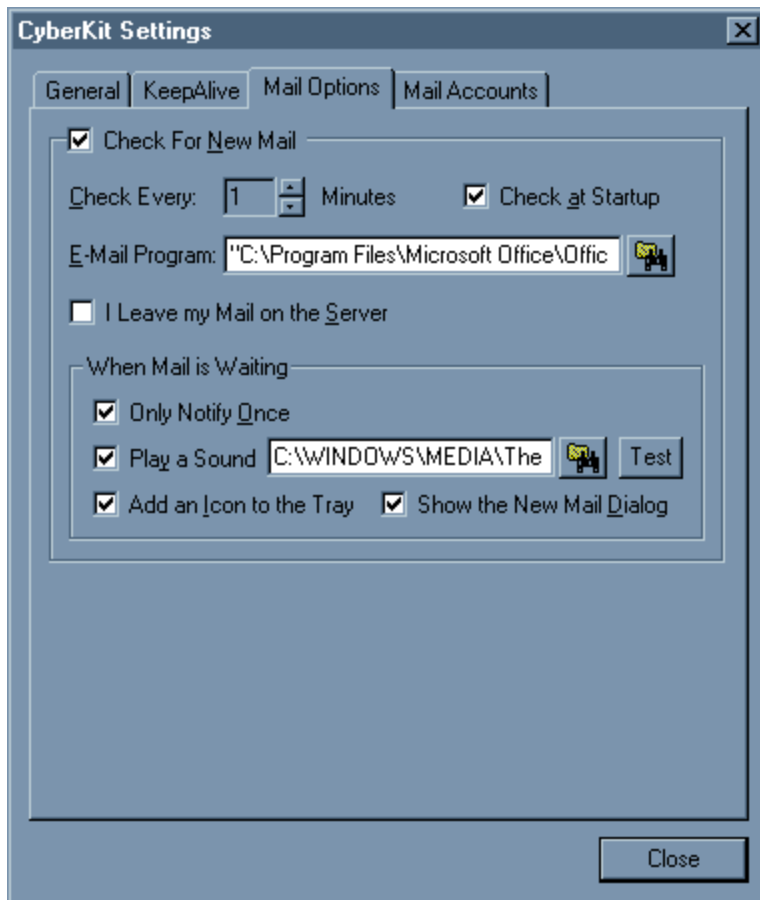 CyberKit Settings
General KeepAlive Mail Options Mail Accounts
Check For New Mail
Check Every: 1 Minutes Check at Startup
E-Mail Program: "C:\Program Files\Microsoft Office\Offic
I Leave my Mail on the Server
When Mail is Waiting
Only Notify Once
Play a Sound C:\WINDOWS\MEDIA\The Test
Add an Icon to the Tray Show the New Mail Dialog
Close